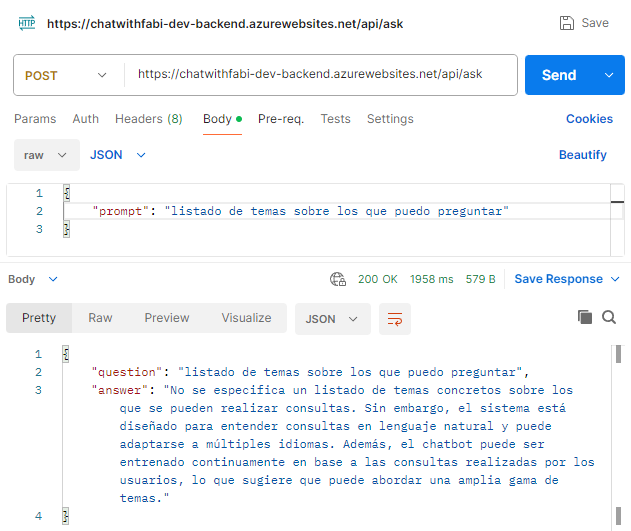 HTTP https://chatwithfabi-dev-backend.azurewebsites.net/api/ask Save
POST https://chatwithfabi-dev-backend.azurewebsites.net/api/ask Send
Params Auth Headers (8) Body Pre-req. Tests Settings Cookies
raw JSON Beautify
1 {
2 "prompt": "listado de temas sobre los que puedo preguntar"
3 }
Body 200 OK 1958 ms 579 B Save Response
Pretty Raw Preview Visualize JSON
1 {
2 "question": "listado de temas sobre los que puedo preguntar",
3 "answer": "No se especifica un listado de temas concretos sobre los
que se pueden realizar consultas. Sin embargo, el sistema está
diseñado para entender consultas en lenguaje natural y puede
adaptarse a múltiples idiomas. Además, el chatbot puede ser
entrenado continuamente en base a las consultas realizadas por los
usuarios, lo que sugiere que puede abordar una amplia gama de
temas."
4 }